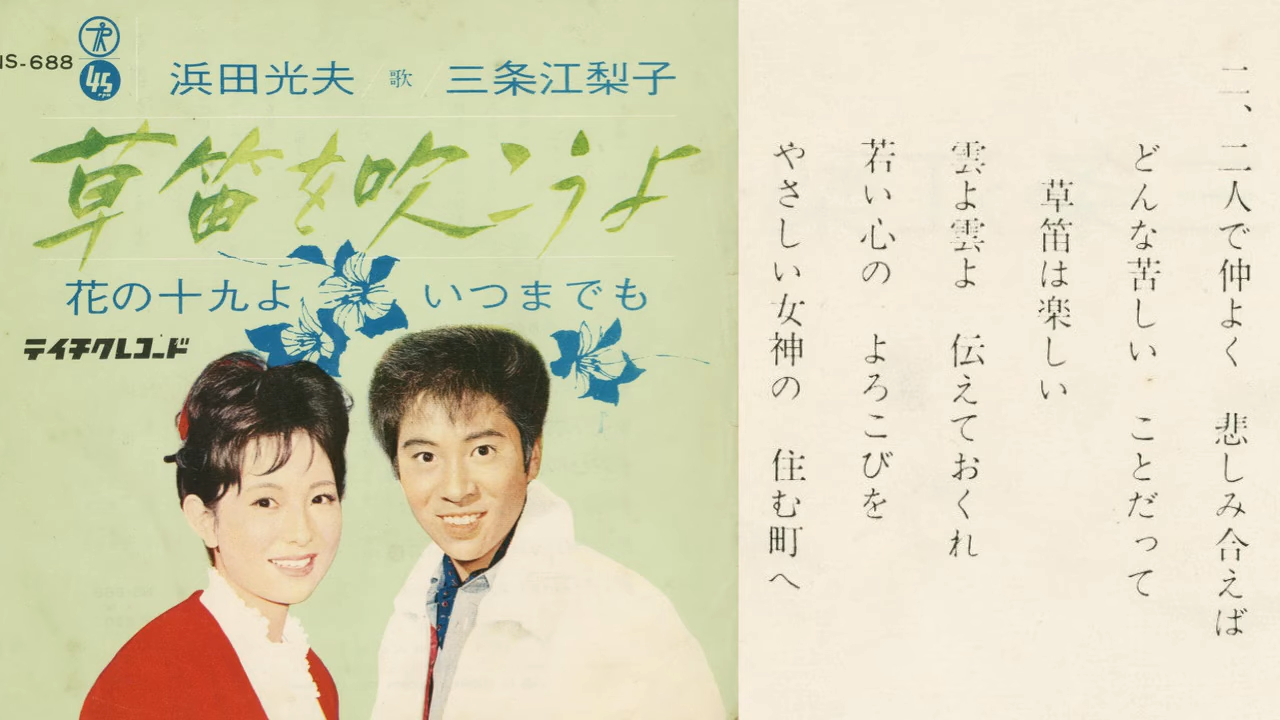 NS-688
45
浜田光夫 歌 三条江梨子
草笛を吹こうよ
花の十九よいつまでも
テイチクレコード
二、二人で仲よく 悲しみ合えば
どんな苦しい ことだって
草笛は楽しい
雲よ雲よ 伝えておくれ
若い心の よろこびを
やさしい女神の 住む町へ